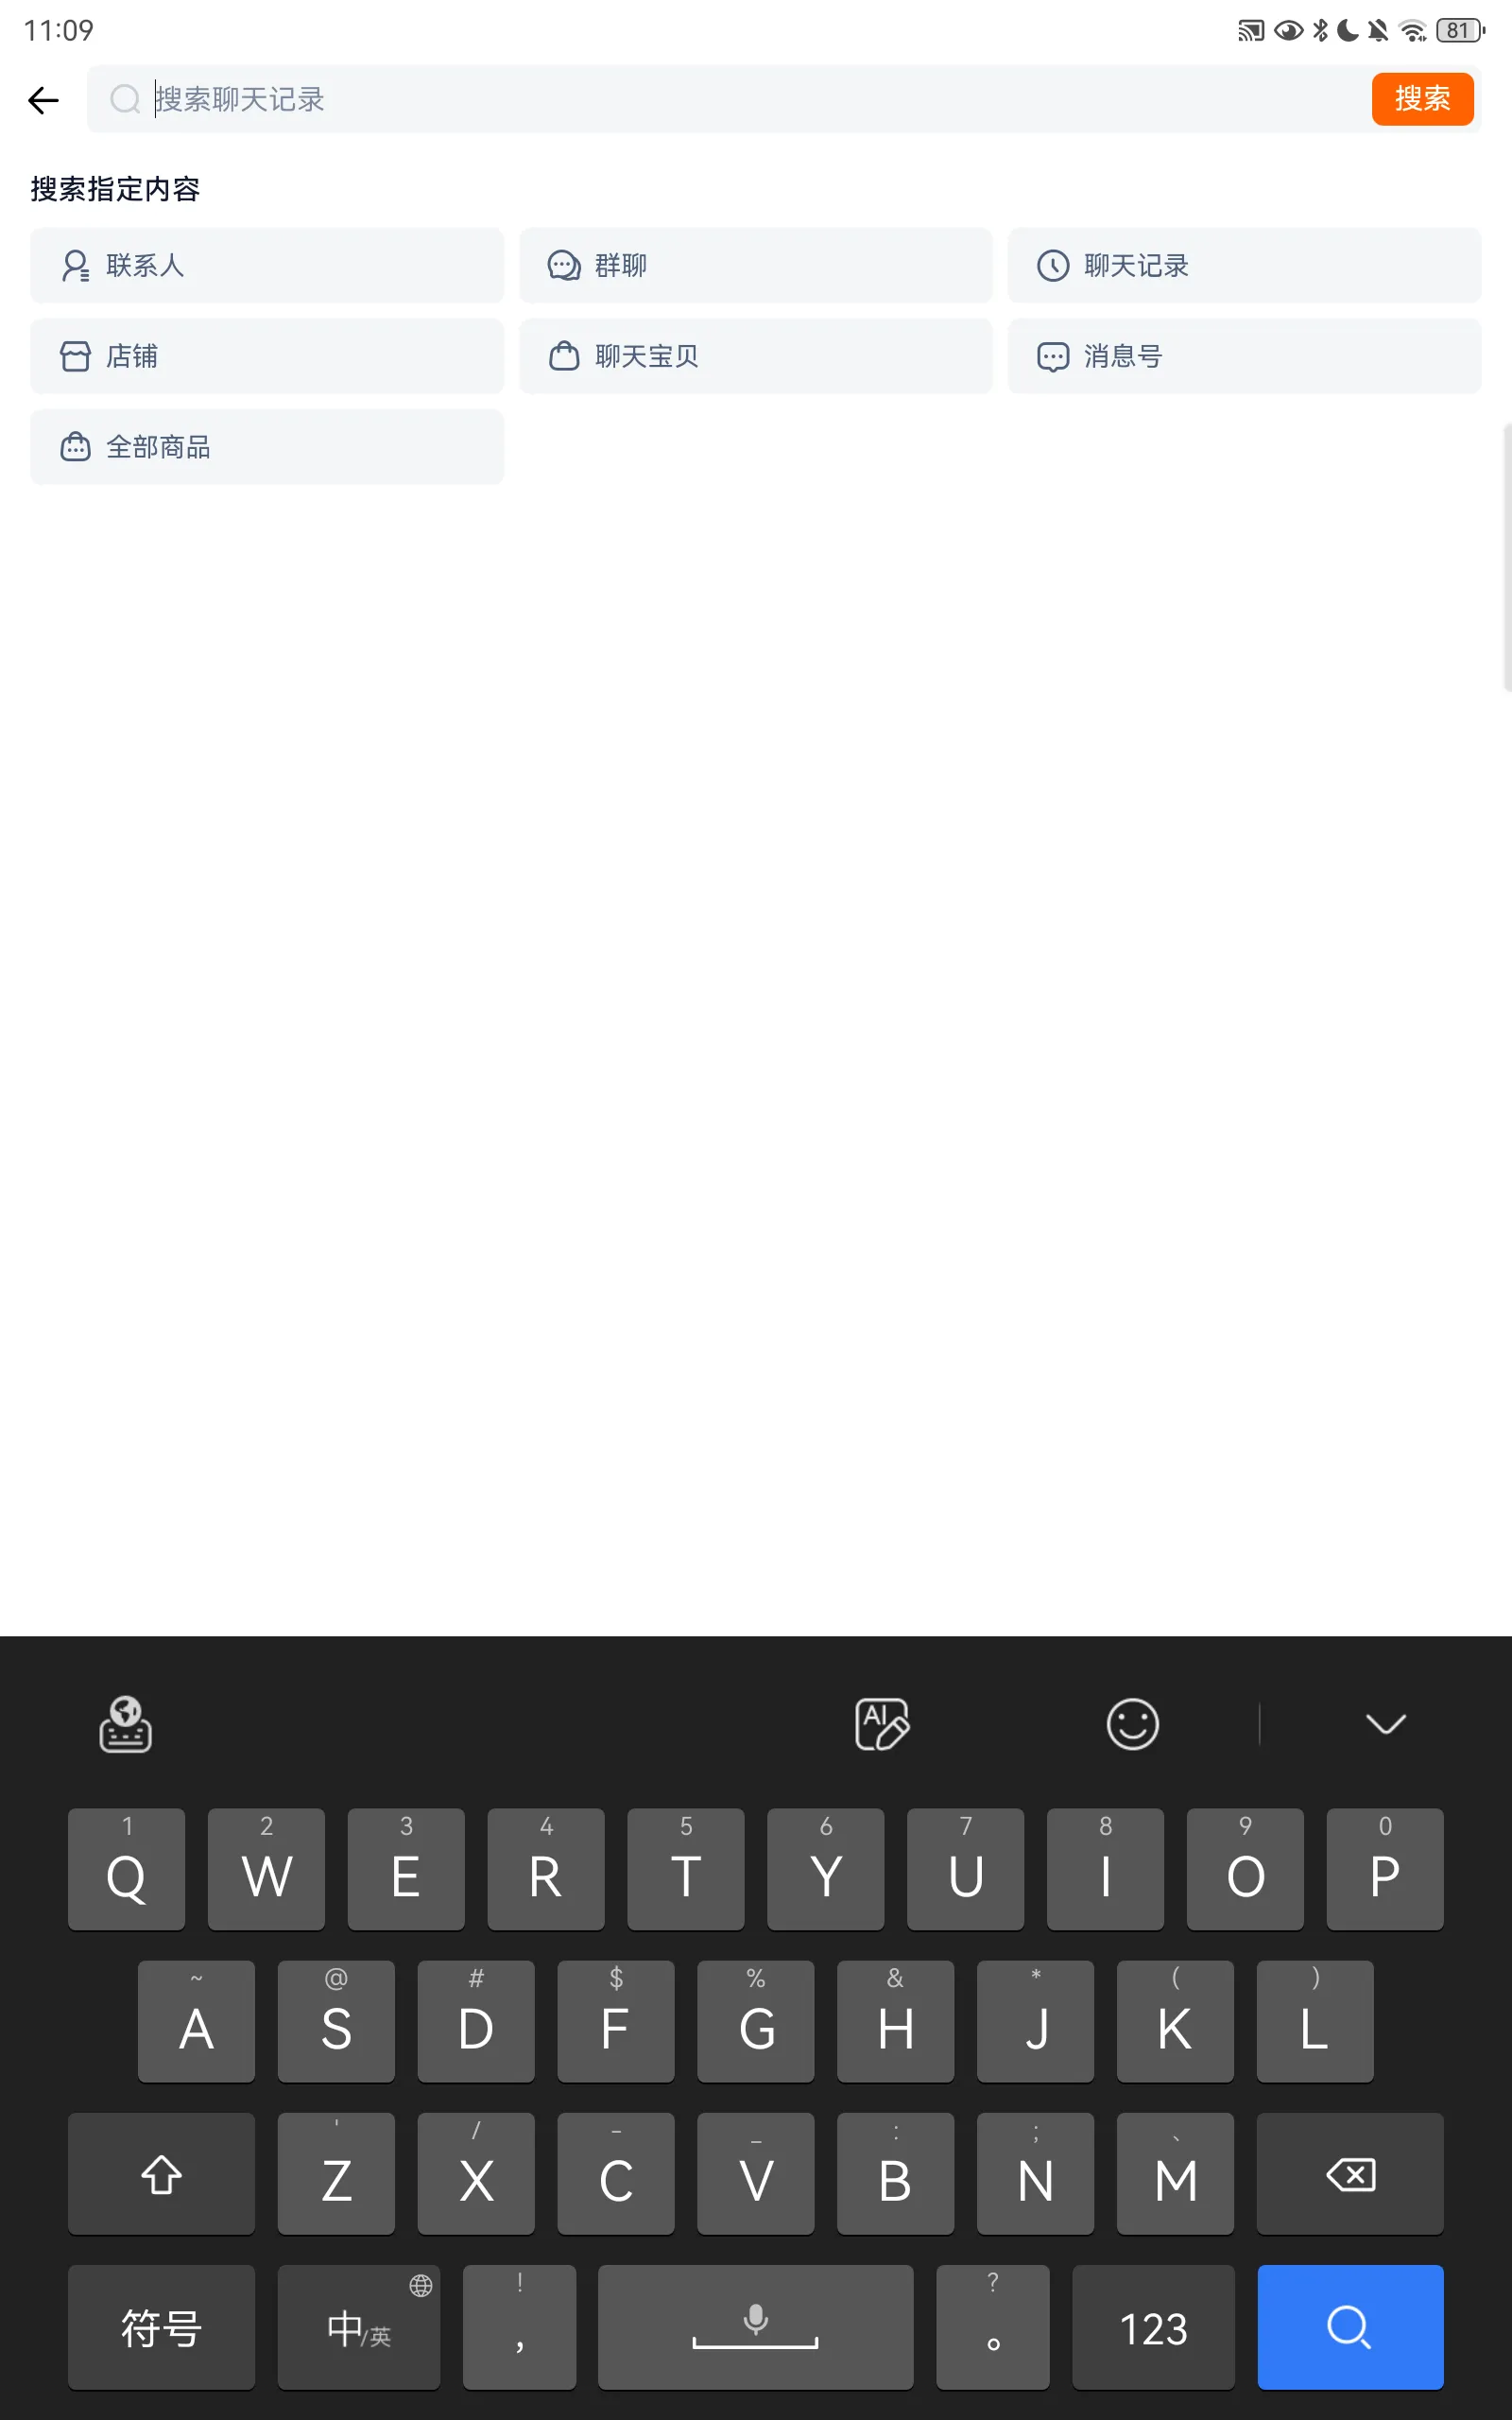 11:09
81
搜索聊天记录
搜索
搜索指定内容
联系人
群聊
聊天记录
店铺
聊天宝贝
消息号
全部商品
AI
1 2 3 4 5 6 7 8 9 0
Q W E R T Y U I O P
~ @ # $ % & * ( )
A S D F G H J K L
' / - _ : ; 、
Z X C V B N M
! ?
符号 中/英 , 。 123